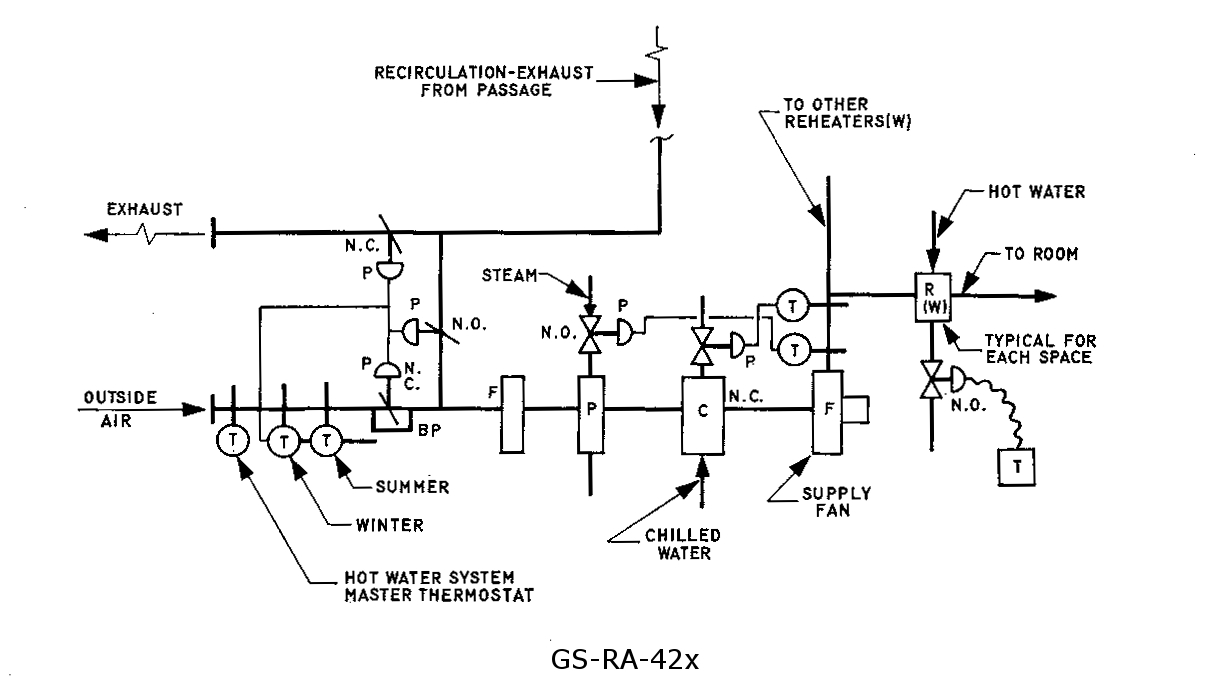 RECIRCULATION-EXHAUST
FROM PASSAGE
TO OTHER
REHEATERS(W)
EXHAUST
HOT WATER
N.C.
P
STEAM
TO ROOM
P
N.O.
P
N.O.
P
T
R
(W)
T
TYPICAL FOR
EACH SPACE
P
N.
C.
P
OUTSIDE
AIR
F
P
C
N.C.
F
N.O.
BP
T
T
T
T
SUMMER
SUPPLY
FAN
WINTER
CHILLED
WATER
HOT WATER SYSTEM
MASTER THERMOSTAT
GS-RA-42x